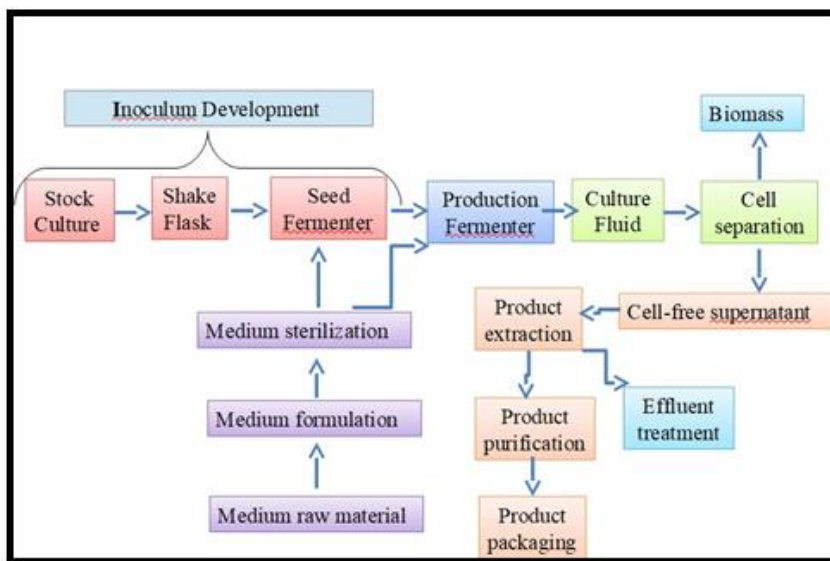 Inoculum Development
Biomass
Stock
Culture
Shake
Flask
Seed
Fermenter
Production
Fermenter
Culture
Fluid
Cell
separation
Cell-free supernatant
Product
extraction
Medium sterilization
Effluent
treatment
Medium formulation
Product
purification
Medium raw material
Product
packaging